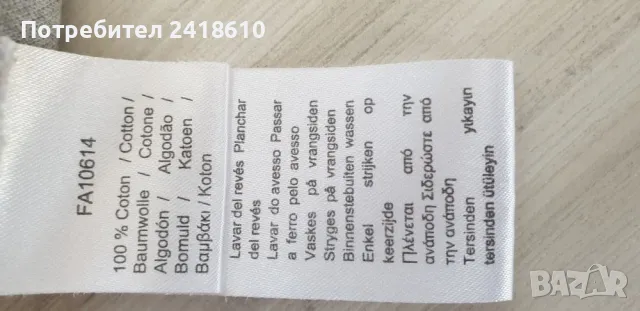 Потребител 2418610
FA10614
100 % Coton / Cotton /
Baumwolle / Cotone /
Algodón / Algodão /
Bomuld / Katoen /
Βαμβάκι / Koton
Lavar del revés Planchar
del revés
Lavar do avesso Passar
a ferro pelo avesso
Vaskes på vrangsiden
Stryges på vrangsiden
Binnenstebuiten wassen
Enkel strijken op
keerzijde
Πλένεται από την
ανάποδη Σιδερώστε από
την ανάποδη
Tersinden yıkayın
tersinden ütüleyin
BAZAR